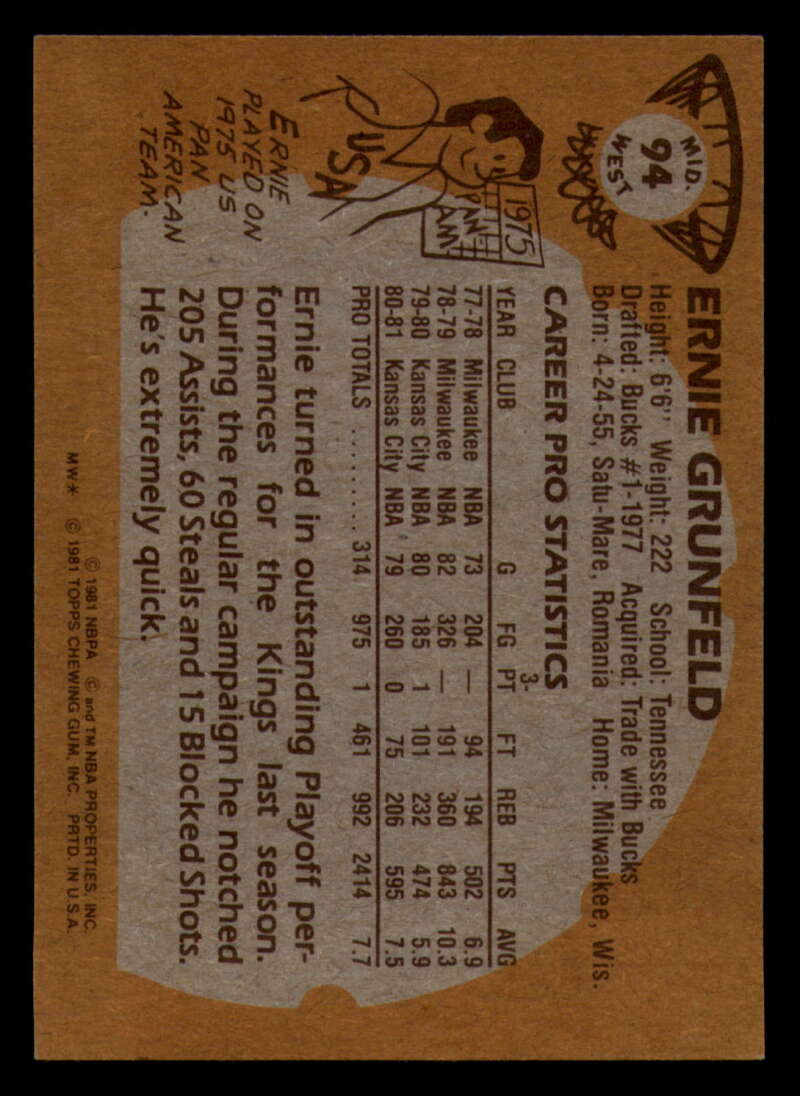 MID.
94
WEST
ERNIE GRUNFELD
Height: 6'6" Weight: 222 School: Tennessee
Drafted: Bucks #1-1977 Acquired: Trade with Bucks
Born: 4-24-55, Satu-Mare, Romania Home: Milwaukee, Wis.
CAREER PRO STATISTICS
YEAR CLUB G FG 3-PT FT REB PTS AVG
77-78 Milwaukee NBA 73 204 — 94 194 502 6.9
78-79 Milwaukee NBA 82 326 — 191 360 843 10.3
79-80 Kansas City NBA 80 185 1 101 232 474 5.9
80-81 Kansas City NBA 79 260 0 75 206 595 7.5
PRO TOTALS ......... 314 975 1 461 992 2414 7.7
1975
PAN
AM
USA
ERNIE
PLAYED ON
1975 US
PAN
AMERICAN
TEAM.
Ernie turned in outstanding Playoff per-
formances for the Kings last season.
During the regular campaign he notched
205 Assists, 60 Steals and 15 Blocked Shots.
He's extremely quick.
© 1981 NBPA © and TM NBA PROPERTIES, INC.
MW* © 1981 TOPPS CHEWING GUM, INC. PRTD. IN U.S.A.